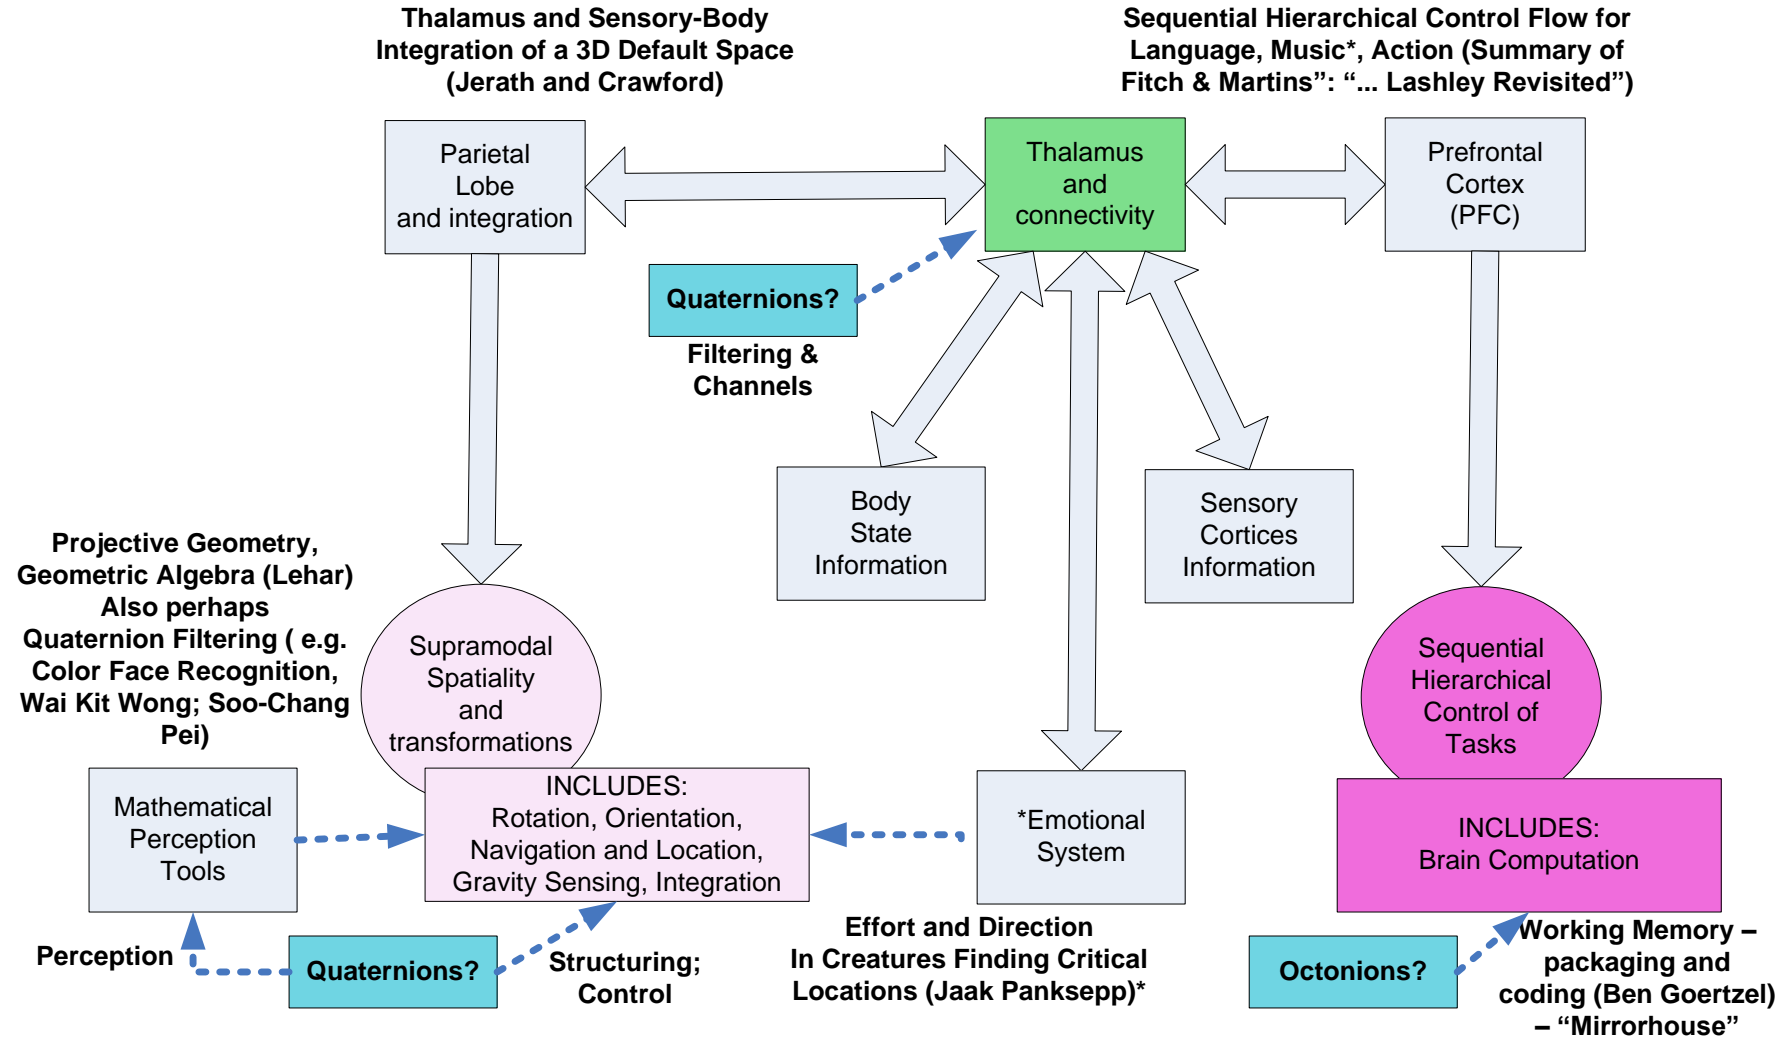 Thalamus and Sensory-Body
Integration of a 3D Default Space
(Jerath and Crawford)
Sequential Hierarchical Control Flow for
Language, Music*, Action (Summary of
Fitch & Martins”: “... Lashley Revisited”)
Parietal
Lobe
and integration
Thalamus
and
connectivity
Prefrontal
Cortex
(PFC)
Quaternions?
Filtering &
Channels
Body
State
Information
Sensory
Cortices
Information
Projective Geometry,
Geometric Algebra (Lehar)
Also perhaps
Quaternion Filtering ( e.g.
Color Face Recognition,
Wai Kit Wong; Soo-Chang
Pei)
Supramodal
Spatiality
and
transformations
Sequential
Hierarchical
Control of
Tasks
Mathematical
Perception
Tools
INCLUDES:
Rotation, Orientation,
Navigation and Location,
Gravity Sensing, Integration
*Emotional
System
INCLUDES:
Brain Computation
Perception
Quaternions?
Structuring;
Control
Effort and Direction
In Creatures Finding Critical
Locations (Jaak Panksepp)*
Octonions?
Working Memory –
packaging and
coding (Ben Goertzel)
– “Mirrorhouse”